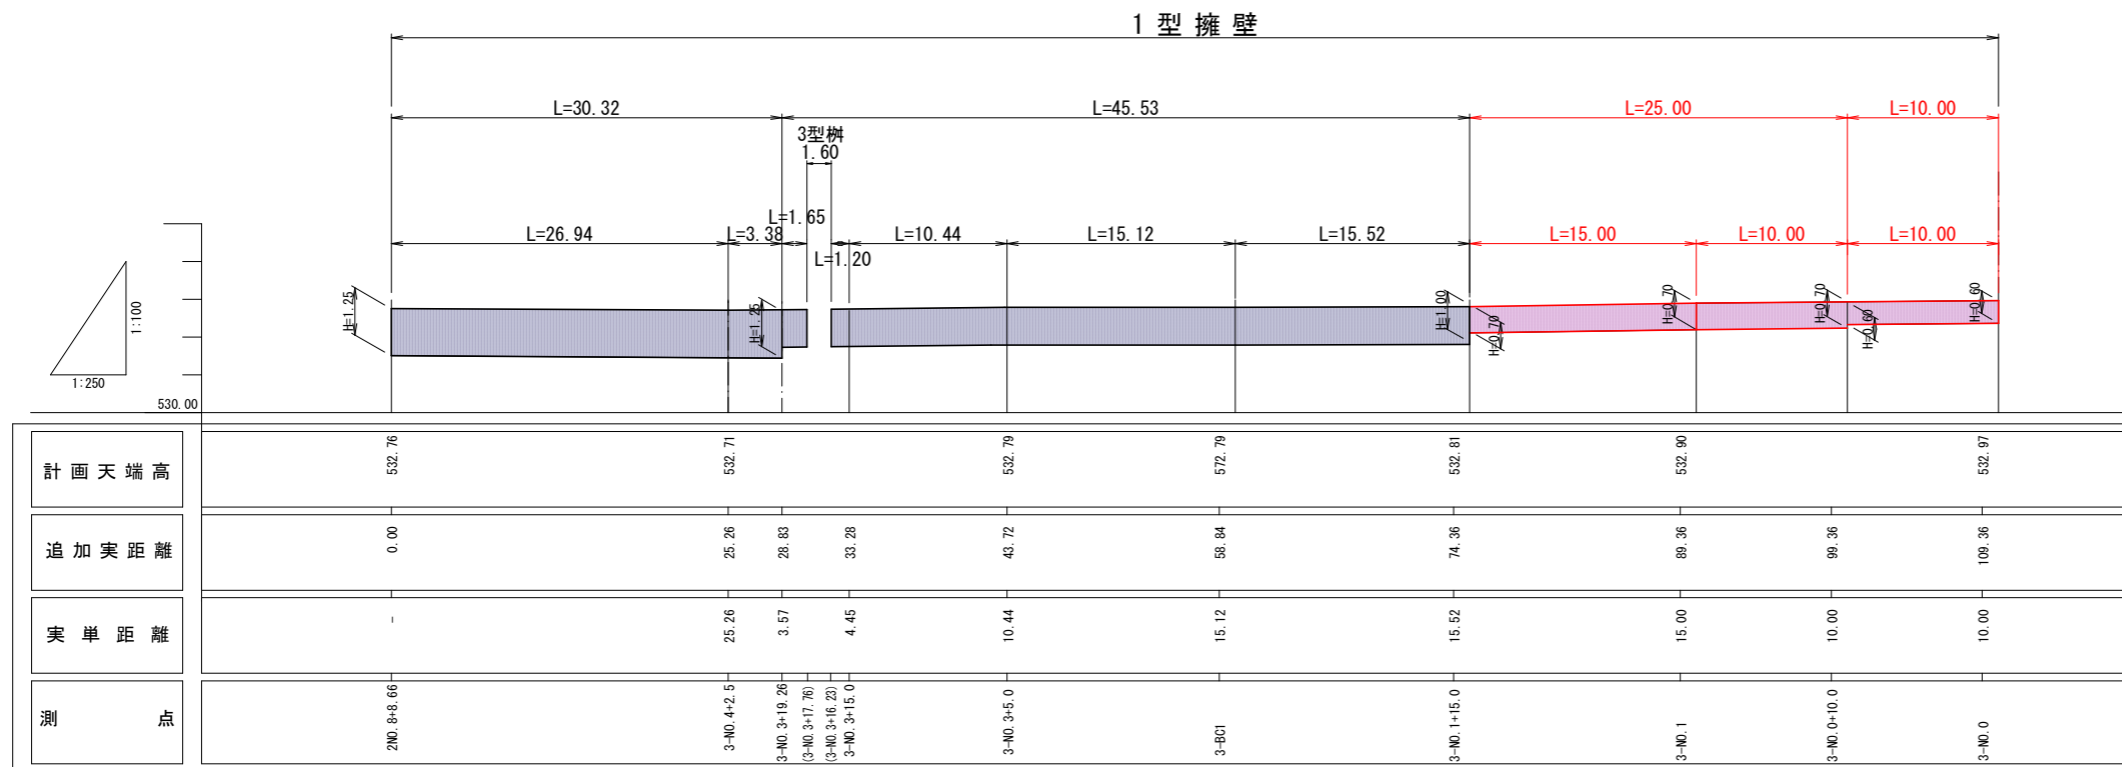 1型擁壁
L=30.32
L=45.53
L=25.00
L=10.00
3型桝
1.60
L=1.65
L=26.94
L=3.38
L=10.44
L=15.12
L=15.52
L=15.00
L=10.00
L=10.00
L=1.20
H=1.25
H=1.25
H=1.00
H=0.70
H=0.70
H=0.70
H=0.60
H=0.60
1:100
1:250
530.00
計画天端高
532.76
532.71
532.79
572.79
532.81
532.90
532.97
追加実距離
0.00
25.26
28.83
33.28
43.72
58.84
74.36
89.36
99.36
109.36
実単距離
-
25.26
3.57
4.45
10.44
15.12
15.52
15.00
10.00
10.00
測点
2NO.8+8.66
3-NO.4+2.5
3-NO.3+19.26
(3-NO.3+17.76)
(3-NO.3+16.23)
3-NO.3+15.0
3-NO.3+5.0
3-BC1
3-NO.1+15.0
3-NO.1
3-NO.0+10.0
3-NO.0